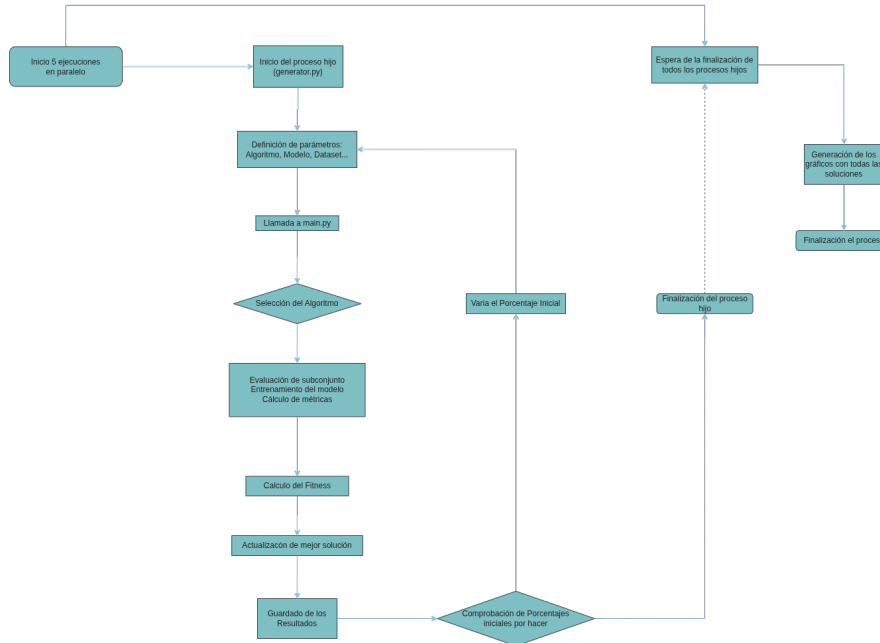 Inicio 5 ejecuciones
en paralelo
Inicio del proceso hijo
(generator.py)
Espera de la finalización de
todos los procesos hijos
Definición de parámetros:
Algoritmo, Modelo, Dataset...
Generación de los
gráficos con todas las
soluciones
Llamada a main.py
Finalización el proces
Selección del Algoritmo
Varia el Porcentaje Inicial
Finalización del proceso
hijo
Evaluación de subconjunto
Entrenamiento del modelo
Cálculo de métricas
Calculo del Fitness
Actualizacón de mejor solución
Guardado de los
Resultados
Comprobación de Porcentajes
iniciales por hacer